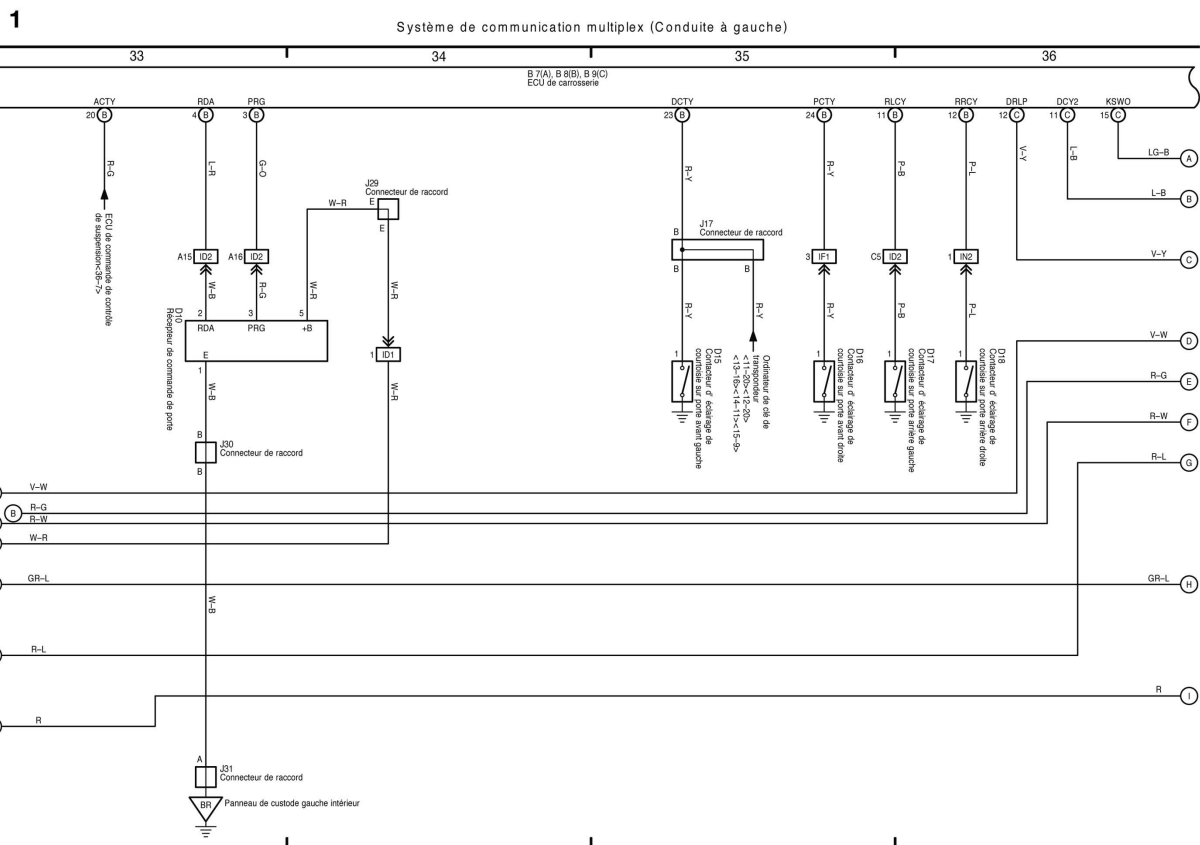 1
Système de communication multiplex (Conduite à gauche)
33 34 35 36
B 7(A), B 8(B), B 9(C)
ECU de carrosserie
ACTY RDA PRG DCTY PCTY RLCY RRCY DRLP DCY2 KSWO
20 B 4 B 3 B 23 B 24 B 11 B 12 B 12 C 11 C 15 C
R–G L–R G–O R–Y R–Y P–B P–L V–Y L–B
LG–B A
L–B B
V–Y C
V–W D
R–G E
R–W F
R–L G
GR–L H
R I
ECU de commande de contrôle
de suspension<36–7>
J29
Connecteur de raccord
W–R E
E
A15 ID2 A16 ID2
W–B R–G W–R W–R
D10
Récepteur de commande de porte
2 3 5
RDA PRG +B
E
1
1 ID1
W–B W–R
B
J30
Connecteur de raccord
B
J17
Connecteur de raccord
B
B B
R–Y R–Y
3 IF1 C5 ID2 1 IN2
R–Y P–B P–L
1 1 1 1
D15
Contacteur d' éclairage de
courtoisie sur porte avant gauche
Ordinateur de clé de
transpondeur
<11–20><12–20>
<13–16><14–11><15–9>
D16
Contacteur d' éclairage de
courtoisie sur porte avant droite
D17
Contacteur d' éclairage de
courtoisie sur porte arrière gauche
D18
Contacteur d' éclairage de
courtoisie sur porte arrière droite
V–W
B R–G
R–W
W–R
GR–L
W–B
R–L
R
A
J31
Connecteur de raccord
BR Panneau de custode gauche intérieur